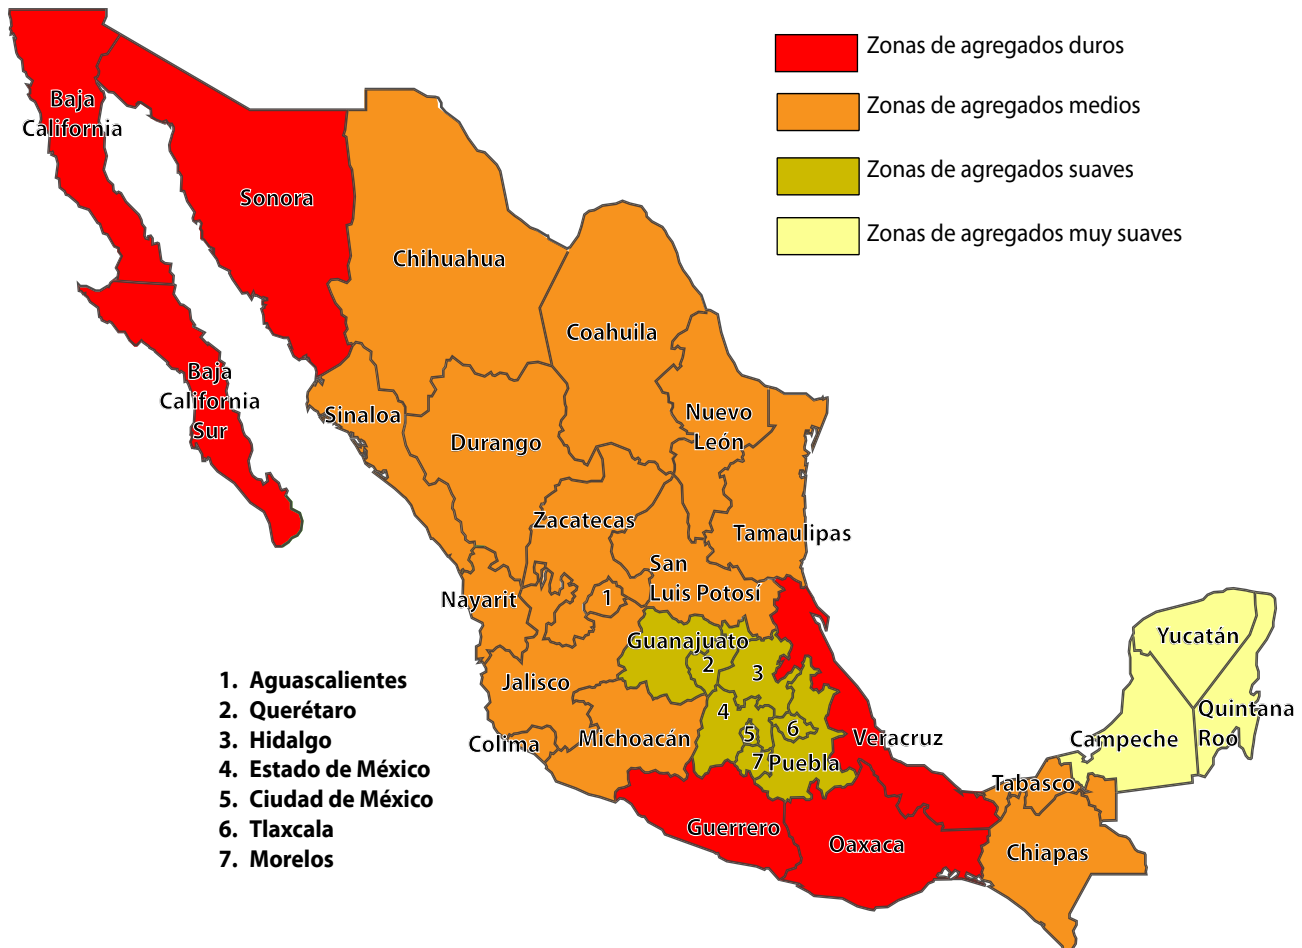 Zonas de agregados duros
Zonas de agregados medios
Zonas de agregados suaves
Zonas de agregados muy suaves
Baja
California
Sonora
Chihuahua
Coahuila
Baja
California
Sur
Sinaloa
Durango
Nuevo
León
Zacatecas
Tamaulipas
San
Luis Potosí
Nayarit
1
Guanajuato
2
3
Jalisco
4
5
6
7
Colima
Michoacán
Puebla
Veracruz
Yucatán
Quintana
Roo
Campeche
Tabasco
Guerrero
Oaxaca
Chiapas
1. Aguascalientes
2. Querétaro
3. Hidalgo
4. Estado de México
5. Ciudad de México
6. Tlaxcala
7. Morelos